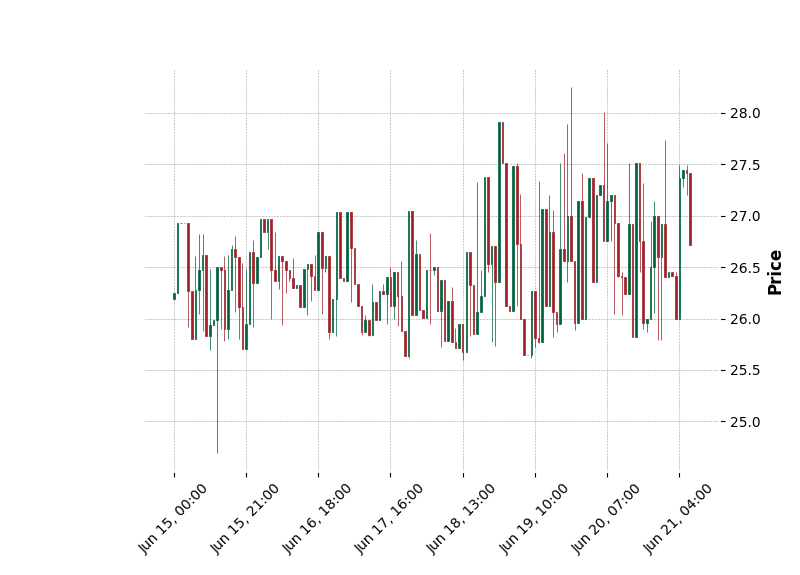 28.0
27.5
27.0
26.5
26.0
25.5
25.0
Price
Jun 15, 00:00
Jun 15, 21:00
Jun 16, 18:00
Jun 17, 16:00
Jun 18, 13:00
Jun 19, 10:00
Jun 20, 07:00
Jun 21, 04:00